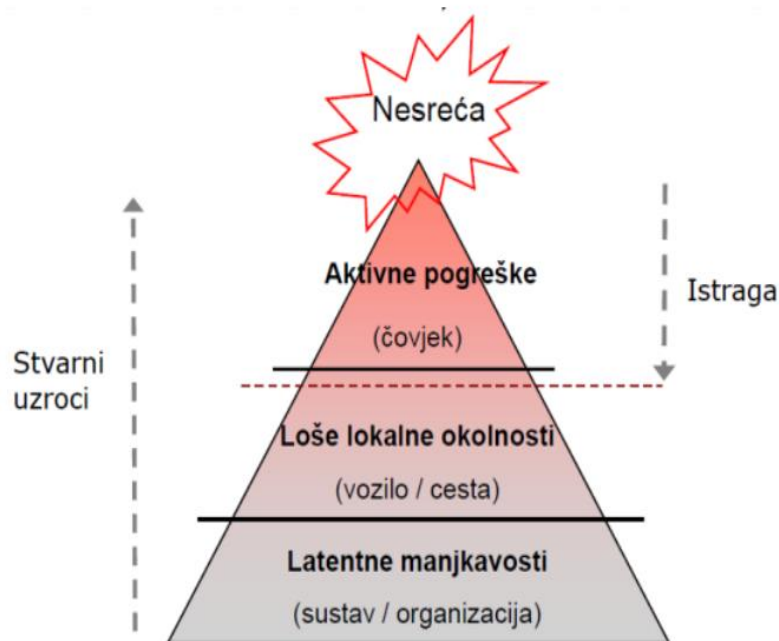 Nesreća
Aktivne pogreške
(čovjek)
Istraga
Stvarni
uzroci
Loše lokalne okolnosti
(vozilo / cesta)
Latentne manjkavosti
(sustav / organizacija)